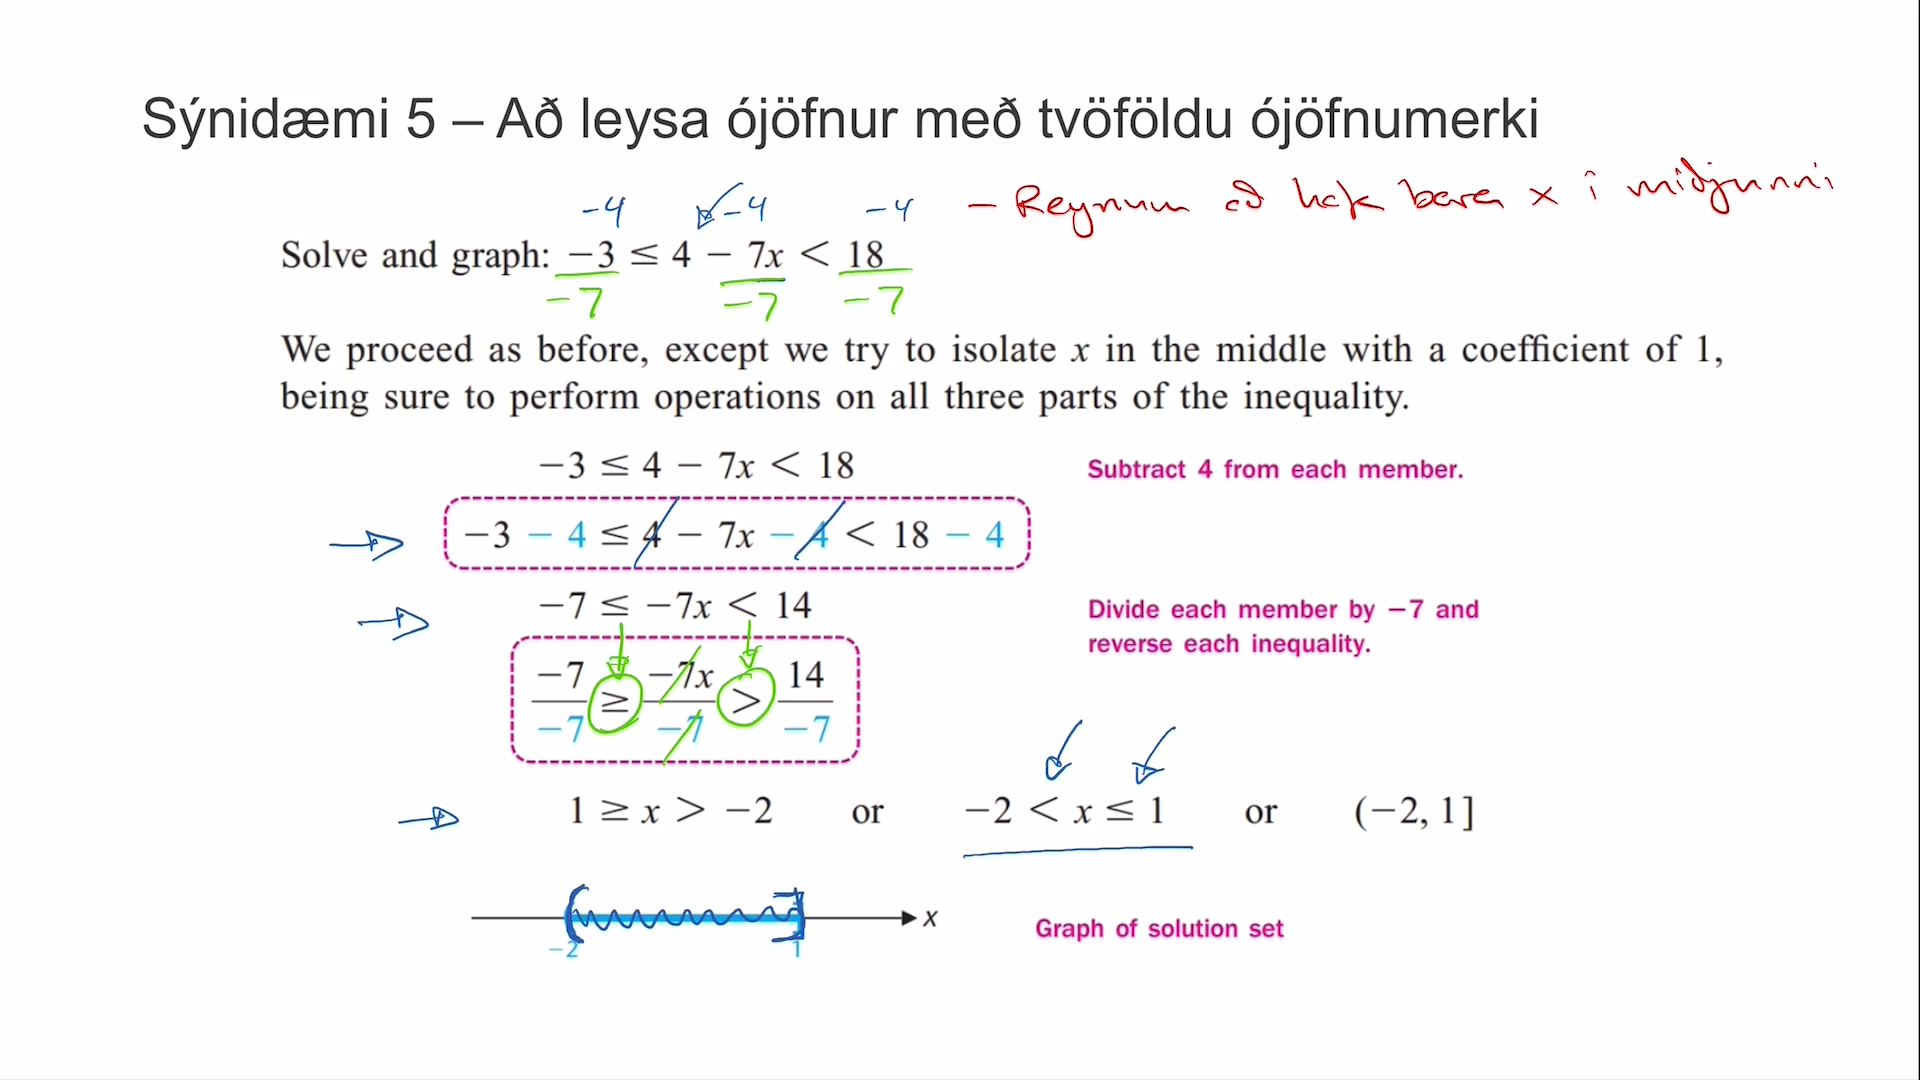 Sýnidæmi 5 – Að leysa ójöfnur með tvöföldu ójöfnumerki
-4 -4 -4 – Reynum að hafa bara x í miðjunni
Solve and graph: −3 ≤ 4 − 7x < 18
-7 -7 -7
We proceed as before, except we try to isolate x in the middle with a coefficient of 1,
being sure to perform operations on all three parts of the inequality.
−3 ≤ 4 − 7x < 18 Subtract 4 from each member.
−3 − 4 ≤ 4 − 7x − 4 < 18 − 4
−7 ≤ −7x < 14 Divide each member by −7 and
reverse each inequality.
−7 ≥ −7x > 14
−7 −7 −7
1 ≥ x > −2 or −2 < x ≤ 1 or (−2, 1]
( ] x
−2 1
Graph of solution set